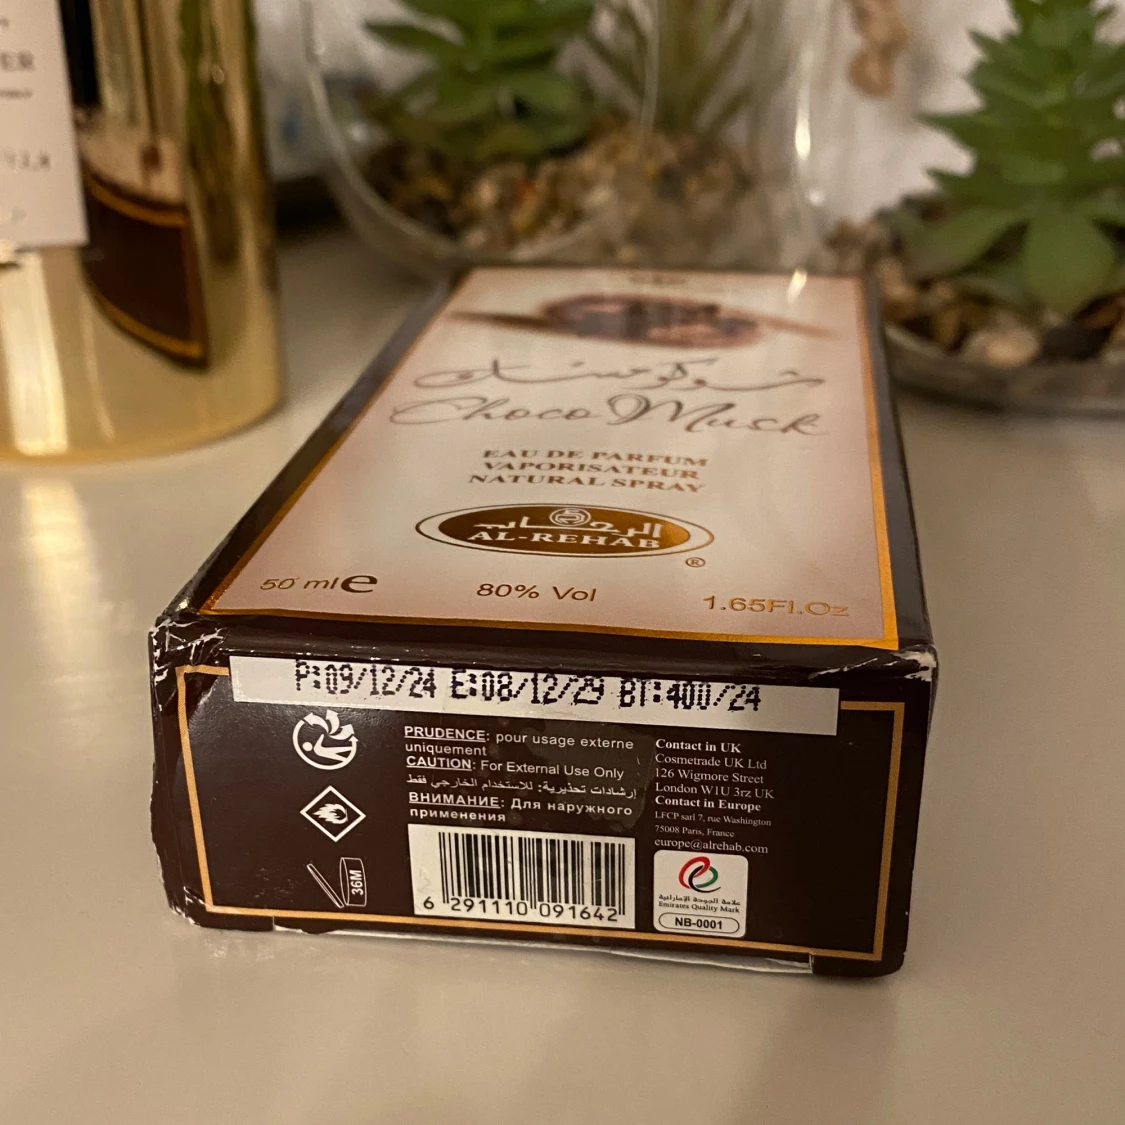 ER
شوكو مسك
Choco Musk
EAU DE PARFUM
VAPORISATEUR
NATURAL SPRAY
الرحاب
AL-REHAB
®
50 ml e
80% Vol
1.65Fl.Oz
P:09/12/24 E:08/12/29 BT:400/24
PRUDENCE: pour usage externe
uniquement
CAUTION: For External Use Only
إرشادات تحذيرية: للاستخدام الخارجي فقط
ВНИМАНИЕ: Для наружного
применения
36M
6 291110 091642
Contact in UK
Cosmetrade UK Ltd
126 Wigmore Street
London W1U 3rz UK
Contact in Europe
LFCP sarl 7, rue Washington
75008 Paris, France
europe@alrehab.com
علامة الجودة الإماراتية
Emirates Quality Mark
NB-0001